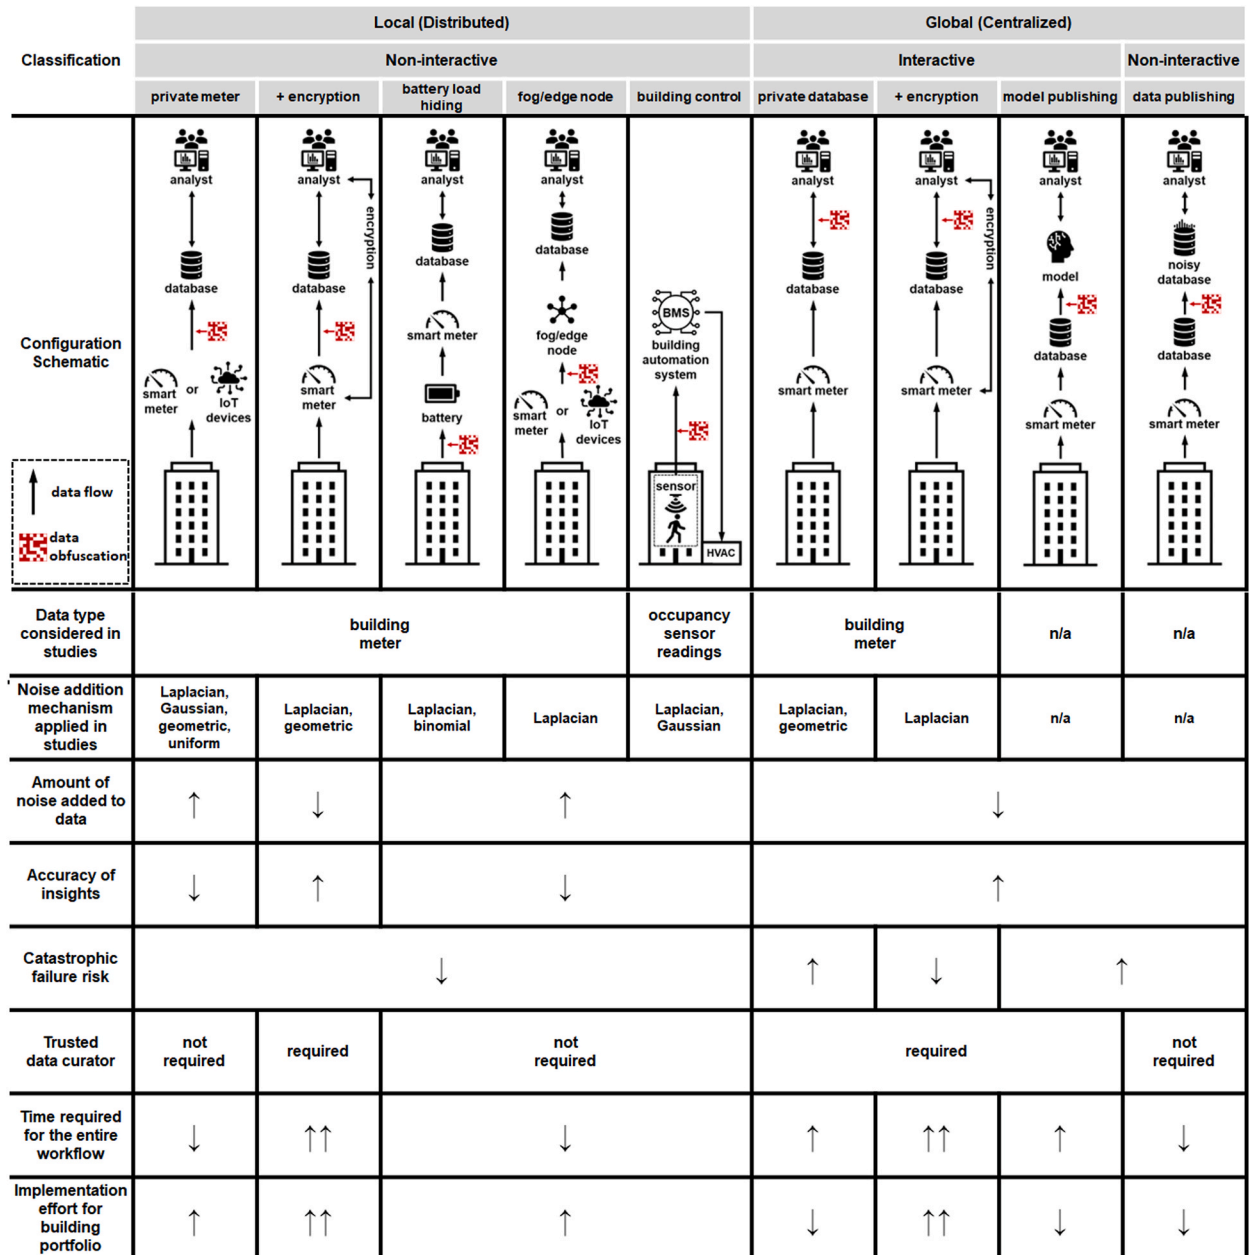 Local (Distributed)
Global (Centralized)
Classification
Non-interactive
Interactive
Non-interactive
private meter
+ encryption
battery load
hiding
fog/edge node
building control
private database
+ encryption
model publishing
data publishing
Configuration
Schematic
analyst
database
smart
meter
or
IoT
devices
analyst
encryption
database
smart
meter
analyst
database
smart meter
battery
analyst
database
fog/edge
node
smart
meter
or
IoT
devices
BMS
building
automation
system
sensor
HVAC
analyst
database
smart meter
analyst
encryption
database
smart meter
analyst
model
database
smart meter
analyst
noisy
database
database
smart meter
data flow
data
obfuscation
Data type
considered in
studies
building
meter
occupancy
sensor
readings
building
meter
n/a
n/a
Noise addition
mechanism
applied in
studies
Laplacian,
Gaussian,
geometric,
uniform
Laplacian,
geometric
Laplacian,
binomial
Laplacian
Laplacian,
Gaussian
Laplacian,
geometric
Laplacian
n/a
n/a
Amount of
noise added to
data
↑
↓
↑
↓
Accuracy of
insights
↓
↑
↓
↑
Catastrophic
failure risk
↓
↑
↓
↑
Trusted
data curator
not
required
required
not
required
required
not
required
Time required
for the entire
workflow
↓
↑↑
↓
↑
↑↑
↑
↓
Implementation
effort for
building
portfolio
↑
↑↑
↑
↓
↑↑
↓
↓